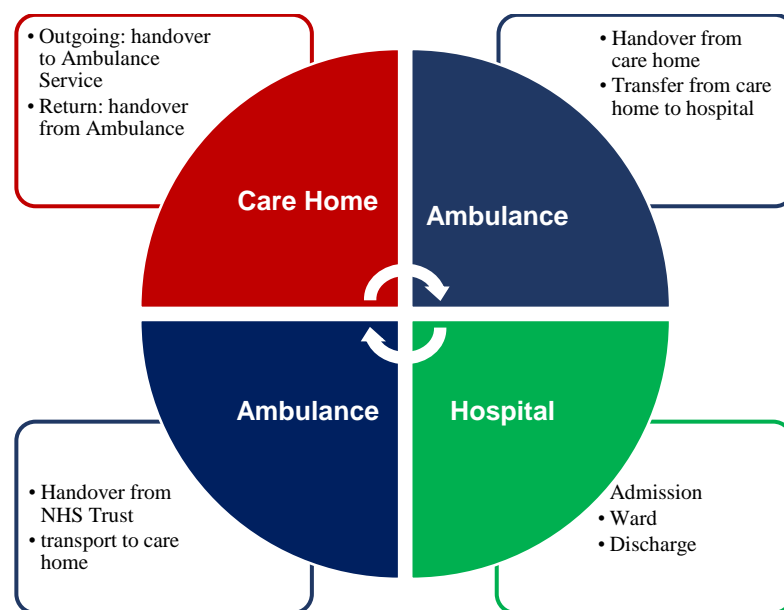 • Outgoing: handover
to Ambulance
Service
• Return: handover
from Ambulance
• Handover from
care home
• Transfer from care
home to hospital
Care Home
Ambulance
Ambulance
Hospital
• Handover from
NHS Trust
• transport to care
home
Admission
• Ward
• Discharge